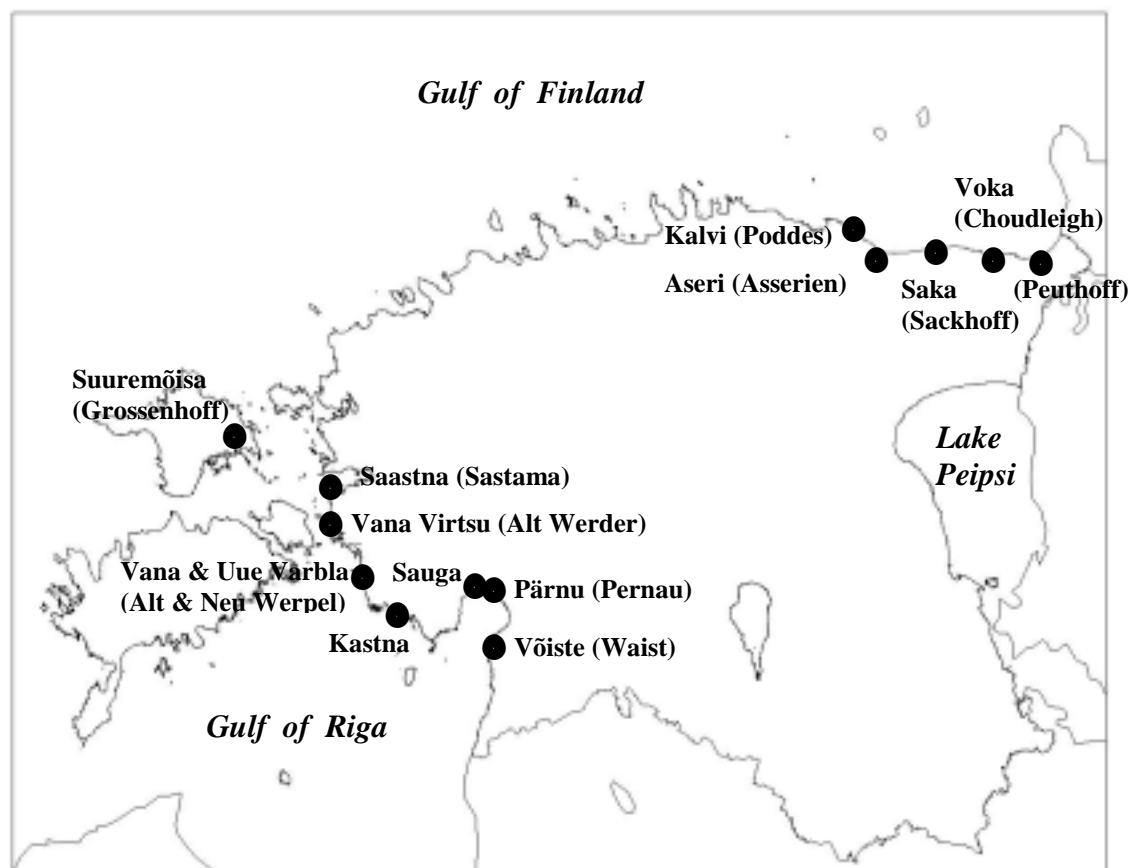 Gulf of Finland
Voka
(Choudleigh)
Kalvi (Poddes)
Aseri (Asserien)
Saka
(Sackhoff)
(Peuthoff)
Suuremõisa
(Grossenhoff)
Lake
Peipsi
Saastna (Sastama)
Vana Virtsu (Alt Werder)
Vana & Uue Varbla
(Alt & Neu Werpel)
Sauga
Pärnu (Pernau)
Kastna
Võiste (Waist)
Gulf of Riga